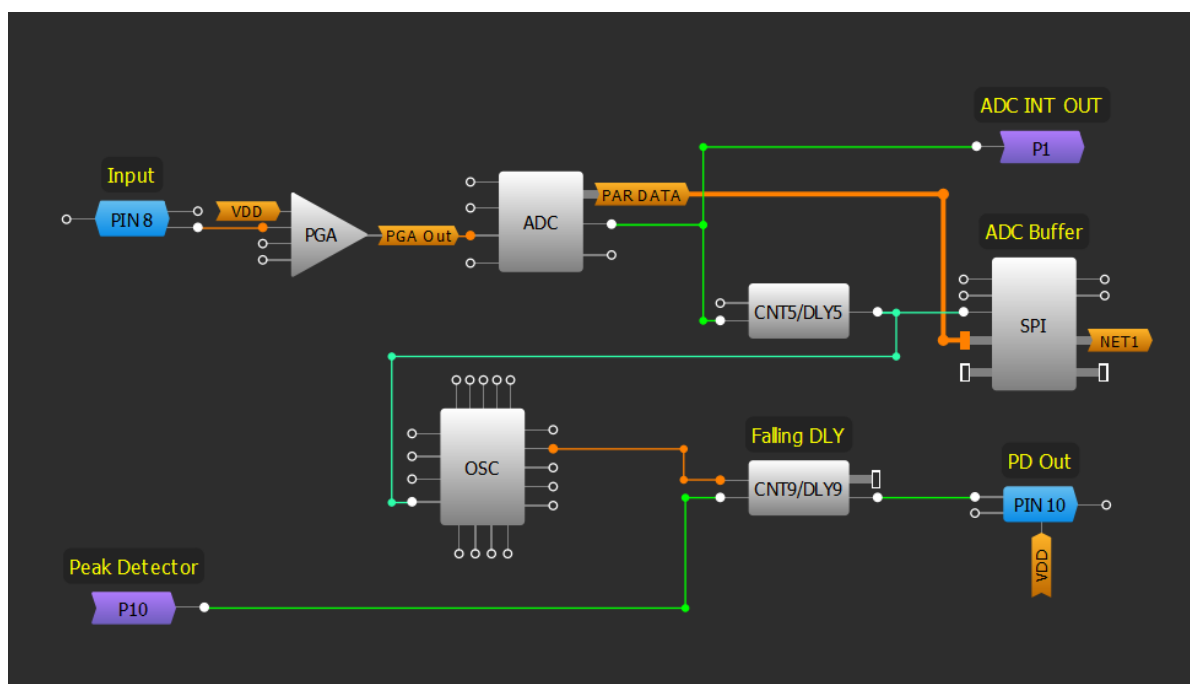 ADC INT OUT
P1
Input
PIN 8
VDD
PGA
PGA Out
ADC
PAR DATA
ADC Buffer
SPI
NET1
CNT5/DLY5
OSC
Falling DLY
CNT9/DLY9
PD Out
PIN 10
VDD
Peak Detector
P10